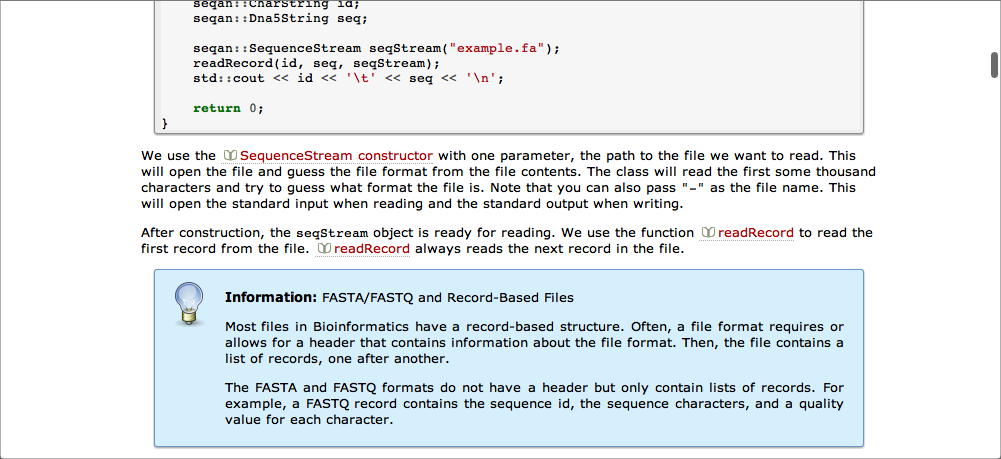 seqan::CharString id;
seqan::Dna5String seq;
seqan::SequenceStream seqStream("example.fa");
readRecord(id, seq, seqStream);
std::cout << id << '\t' << seq << '\n';
return 0;
}
We use the SequenceStream constructor with one parameter, the path to the file we want to read. This
will open the file and guess the file format from the file contents. The class will read the first some thousand
characters and try to guess what format the file is. Note that you can also pass "-" as the file name. This
will open the standard input when reading and the standard output when writing.
After construction, the seqStream object is ready for reading. We use the function readRecord to read the
first record from the file. readRecord always reads the next record in the file.
Information: FASTA/FASTQ and Record-Based Files
Most files in Bioinformatics have a record-based structure. Often, a file format requires or
allows for a header that contains information about the file format. Then, the file contains a
list of records, one after another.
The FASTA and FASTQ formats do not have a header but only contain lists of records. For
example, a FASTQ record contains the sequence id, the sequence characters, and a quality
value for each character.